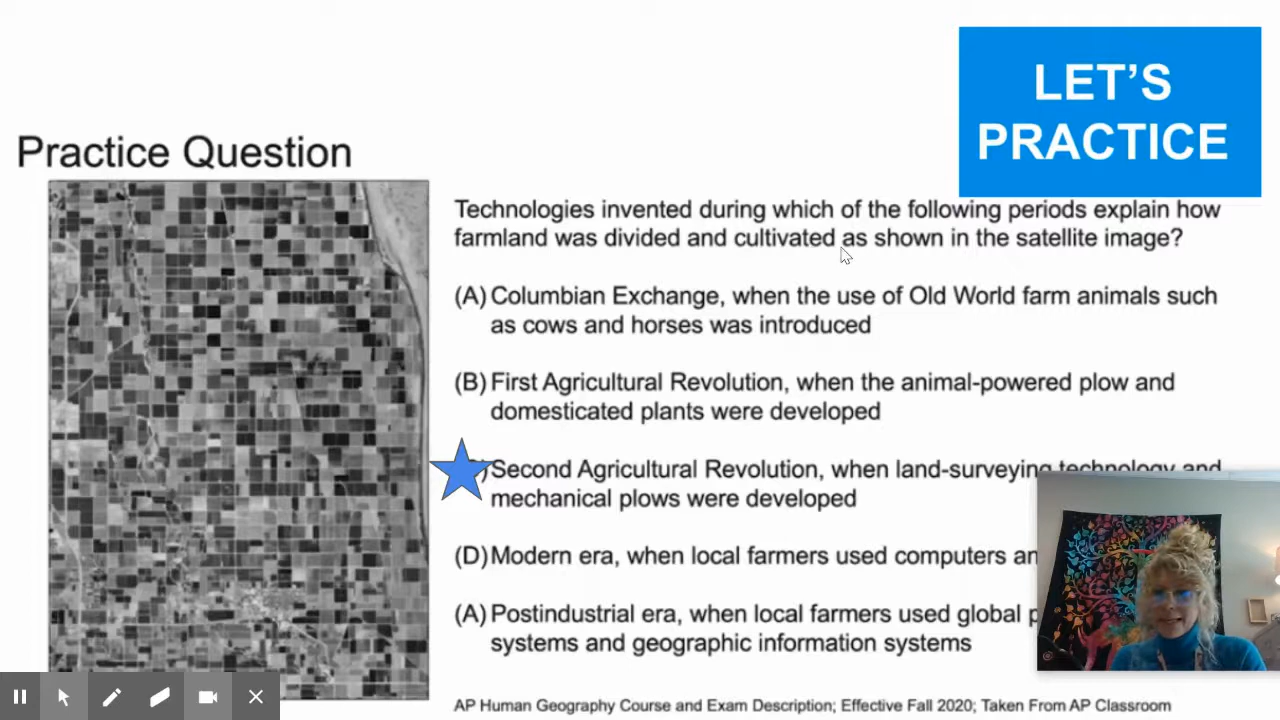 LET'S
PRACTICE
Practice Question
Technologies invented during which of the following periods explain how
farmland was divided and cultivated as shown in the satellite image?
(A) Columbian Exchange, when the use of Old World farm animals such
as cows and horses was introduced
(B) First Agricultural Revolution, when the animal-powered plow and
domesticated plants were developed
Second Agricultural Revolution, when land-surveying technology and
mechanical plows were developed
(D) Modern era, when local farmers used computers
(A) Postindustrial era, when local farmers used global
systems and geographic information systems
AP Human Geography Course and Exam Description; Effective Fall 2020; Taken From AP Classroom